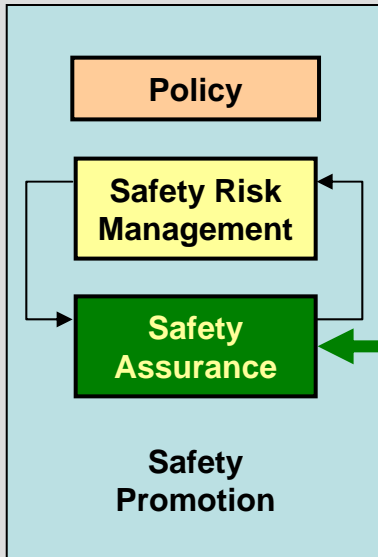 Policy
Safety Risk
Management
Safety
Assurance
Safety
Promotion